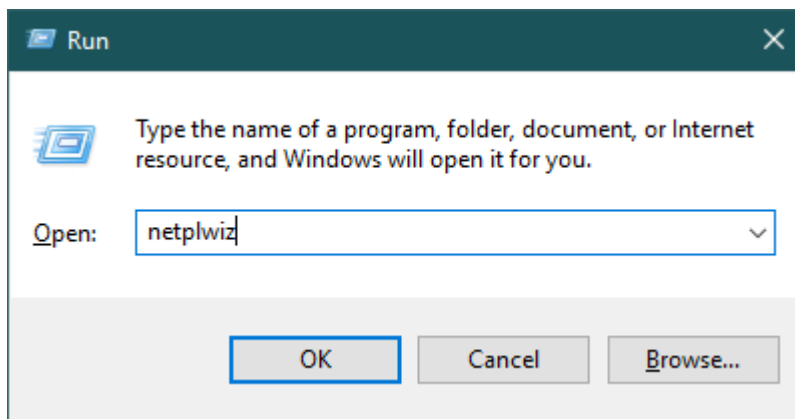 Run
Type the name of a program, folder, document, or Internet
resource, and Windows will open it for you.
Open: netplwiz
OK Cancel Browse...